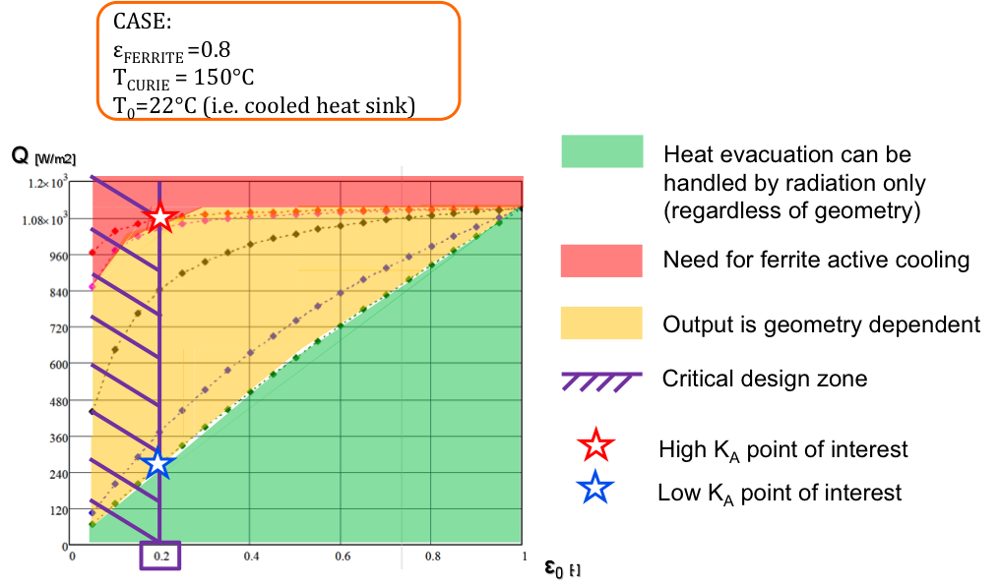 CASE:
εFERRITE =0.8
TCURIE = 150°C
T0=22°C (i.e. cooled heat sink)
Q [W/m2]
1.2×10³
1.08×10³
960
840
720
600
480
360
240
120
0
0 0.2 0.4 0.6 0.8 1
ε0 [-]
Heat evacuation can be
handled by radiation only
(regardless of geometry)
Need for ferrite active cooling
Output is geometry dependent
Critical design zone
High KA point of interest
Low KA point of interest